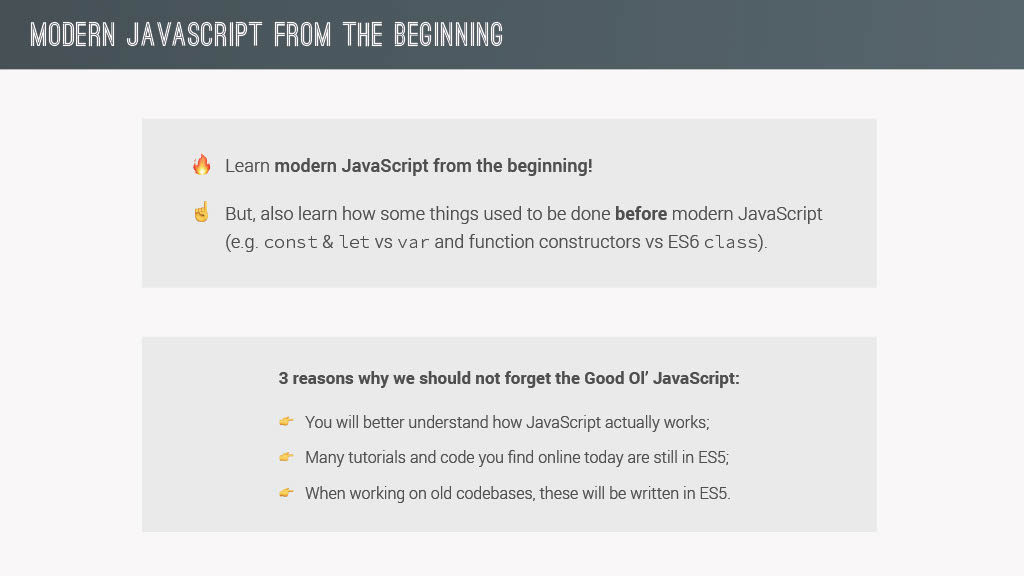 MODERN JAVASCRIPT FROM THE BEGINNING
🔥 Learn modern JavaScript from the beginning!
☝️ But, also learn how some things used to be done before modern JavaScript
(e.g. const & let vs var and function constructors vs ES6 class).
3 reasons why we should not forget the Good Ol’ JavaScript:
👉 You will better understand how JavaScript actually works;
👉 Many tutorials and code you find online today are still in ES5;
👉 When working on old codebases, these will be written in ES5.